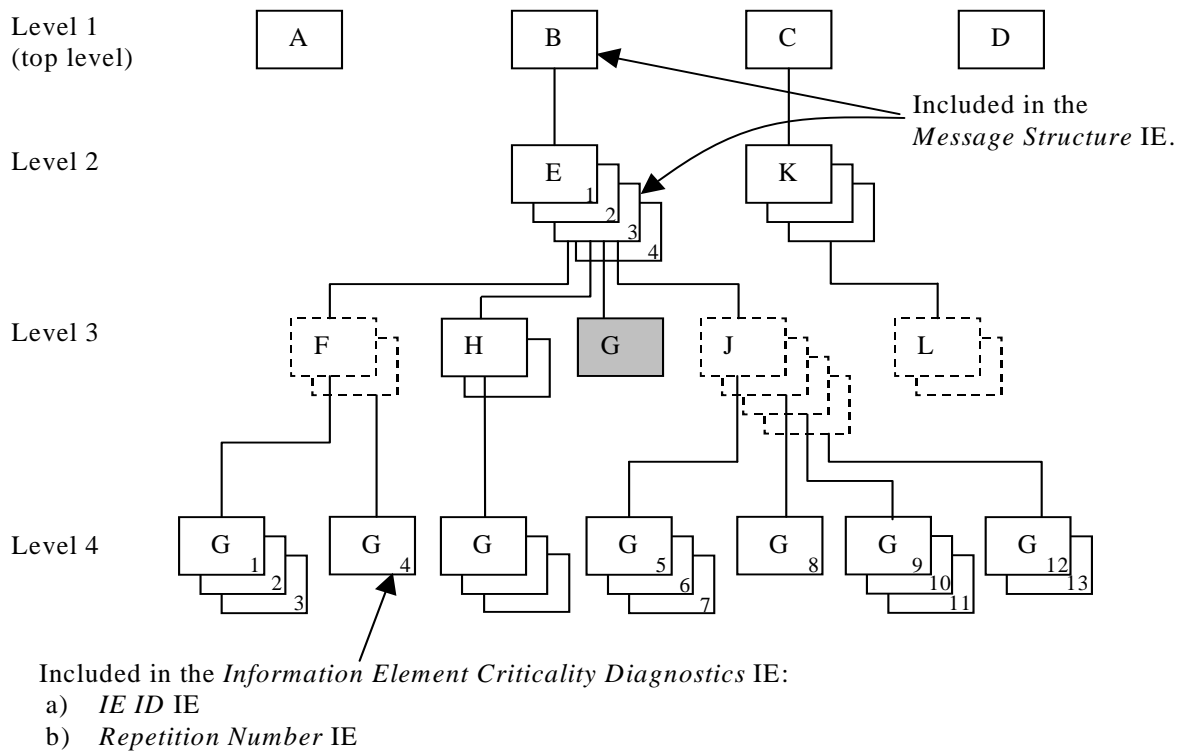 Level 1
(top level)
A
B
C
D
Included in the
Message Structure IE.
Level 2
E
1
2
3
4
K
Level 3
F
H
G
J
L
Level 4
G
1
2
3
G
4
G
G
5
6
7
G
8
G
9
10
11
G
12
13
Included in the Information Element Criticality Diagnostics IE:
a) IE ID IE
b) Repetition Number IE